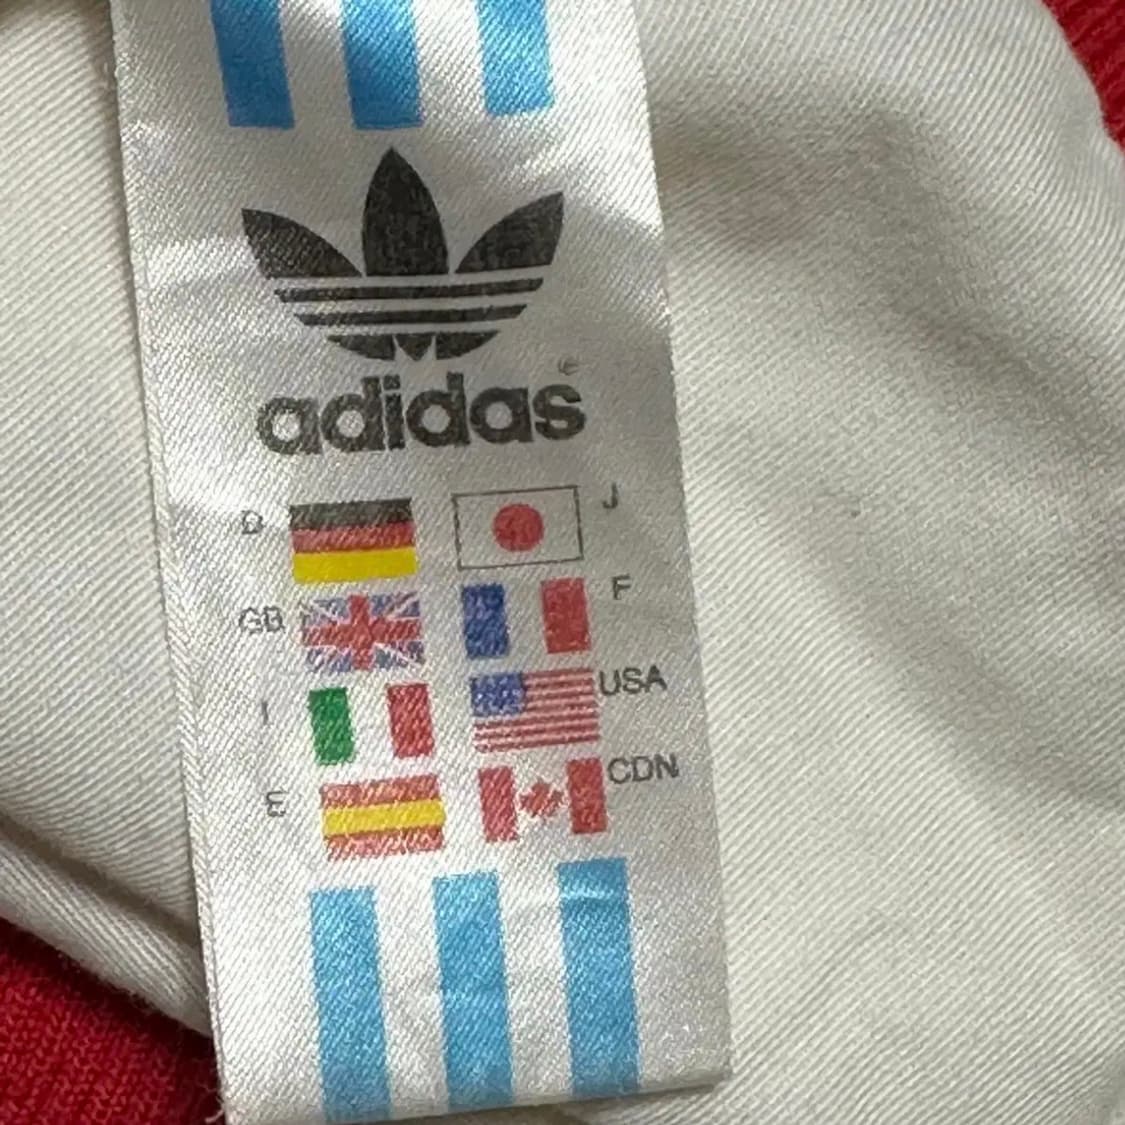 adidas
D J
GB F
I USA
E CDN